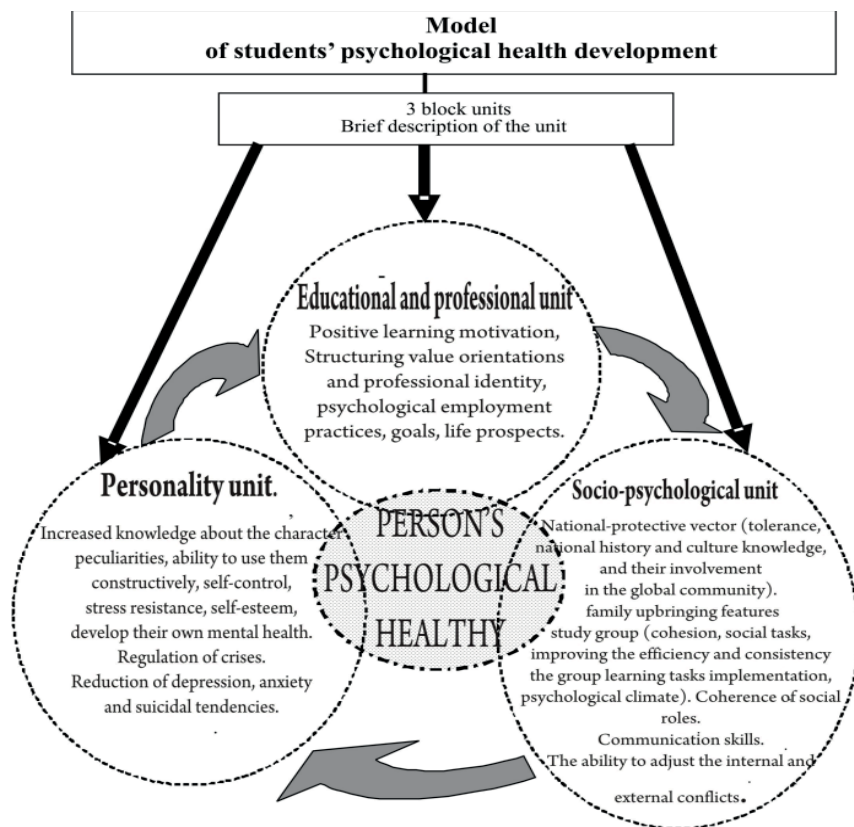 Model
of students’ psychological health development
3 block units
Brief description of the unit
Educational and professional unit
Positive learning motivation,
Structuring value orientations
and professional identity,
psychological employment
practices, goals, life prospects.
Personality unit.
Increased knowledge about the character
peculiarities, ability to use them
constructively, self-control,
stress resistance, self-esteem,
develop their own mental health.
Regulation of crises.
Reduction of depression, anxiety
and suicidal tendencies.
PERSON’S
PSYCHOLOGICAL
HEALTHY
Socio-psychological unit
National-protective vector (tolerance,
national history and culture knowledge,
and their involvement
in the global community).
family upbringing features
study group (cohesion, social tasks,
improving the efficiency and consistency
the group learning tasks implementation,
psychological climate). Coherence of social
roles.
Communication skills.
The ability to adjust the internal and
external conflicts.